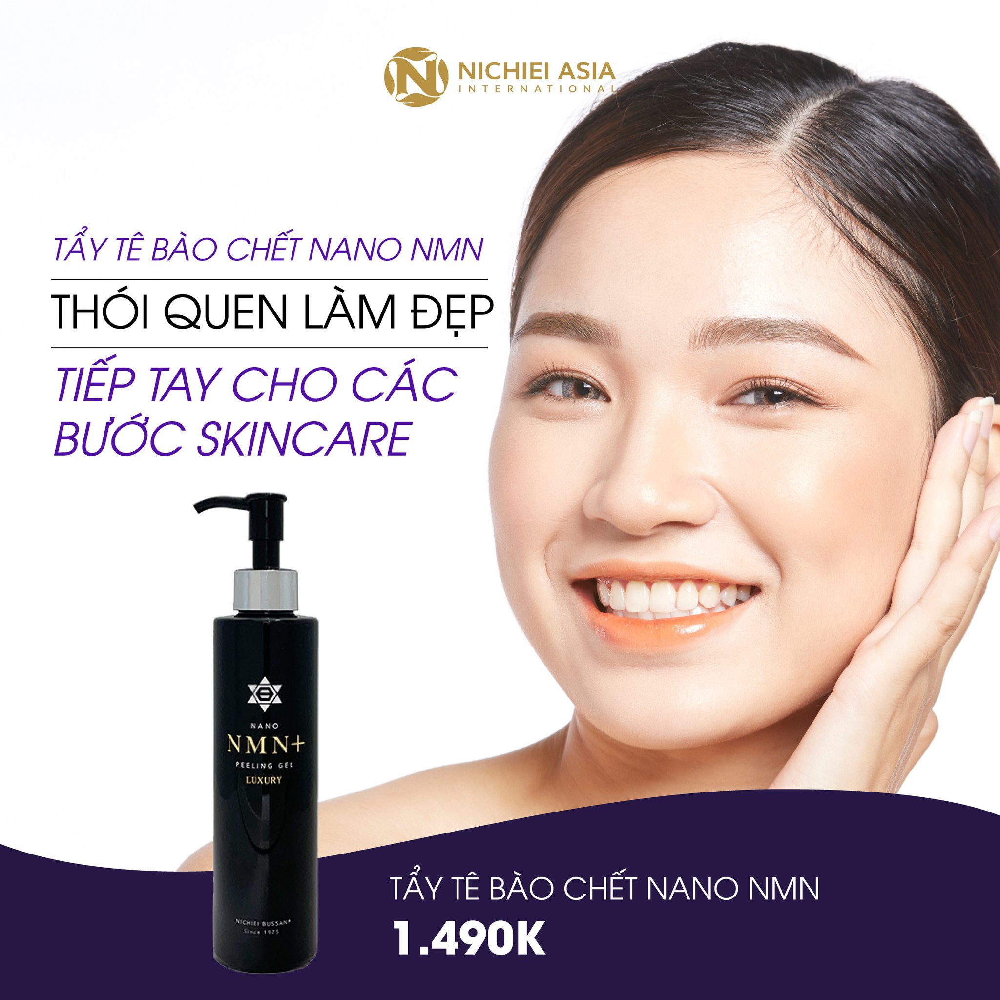 NICHIEI ASIA
INTERNATIONAL
TẨY TÊ BÀO CHẾT NANO NMN
THÓI QUEN LÀM ĐẸP
TIẾP TAY CHO CÁC
BƯỚC SKINCARE
NANO
NMN+
PEELING GEL
LUXURY
NICHIEI BUSSAN®
Since 1975
TẨY TÊ BÀO CHẾT NANO NMN
1.490K